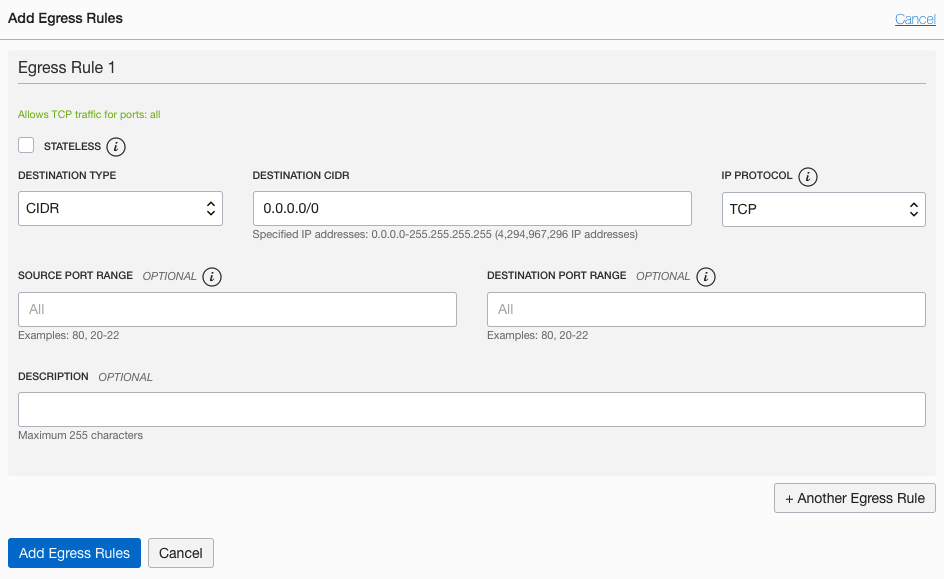 Add Egress Rules
Cancel
Egress Rule 1
Allows TCP traffic for ports: all
STATELESS i
DESTINATION TYPE
DESTINATION CIDR
IP PROTOCOL i
CIDR
0.0.0.0/0
TCP
Specified IP addresses: 0.0.0.0-255.255.255.255 (4,294,967,296 IP addresses)
SOURCE PORT RANGE OPTIONAL i
DESTINATION PORT RANGE OPTIONAL i
All
All
Examples: 80, 20-22
Examples: 80, 20-22
DESCRIPTION OPTIONAL
Maximum 255 characters
+ Another Egress Rule
Add Egress Rules
Cancel